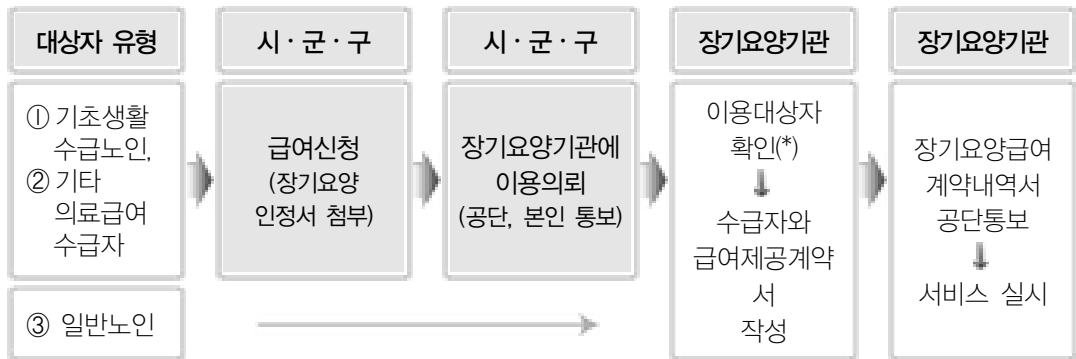 대상자 유형
시·군·구
시·군·구
장기요양기관
장기요양기관
① 기초생활
수급노인,
② 기타
의료급여
수급자
급여신청
(장기요양
인정서 첨부)
장기요양기관에
이용의뢰
(공단, 본인 통보)
이용대상자
확인(*)
수급자와
급여제공계약
서
작성
장기요양급여
계약내역서
공단통보
서비스 실시
③ 일반노인